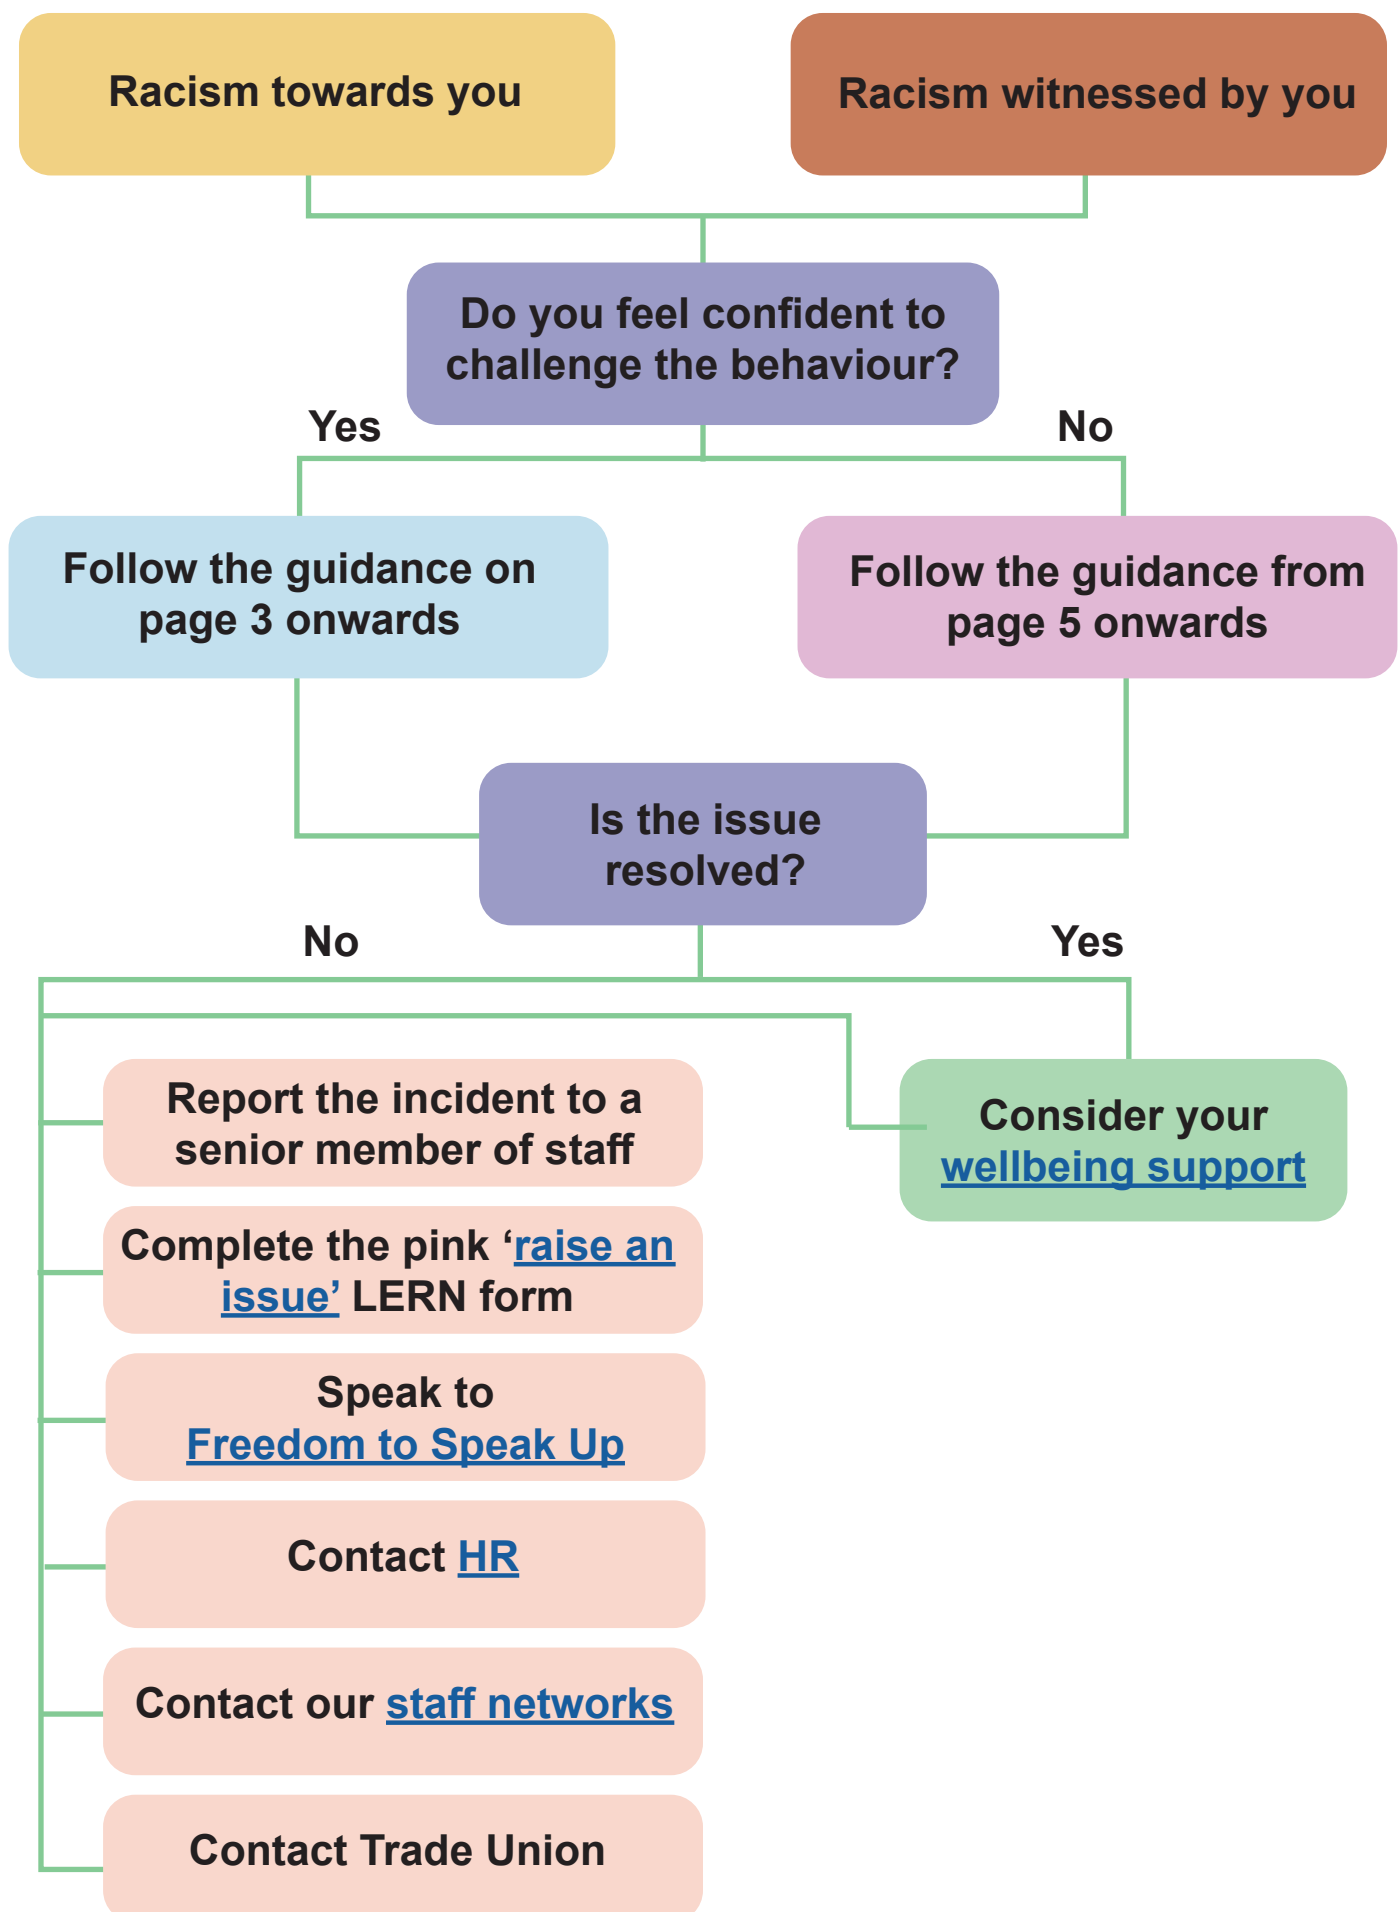 Racism towards you
Racism witnessed by you
Do you feel confident to
challenge the behaviour?
Yes
No
Follow the guidance on
page 3 onwards
Follow the guidance from
page 5 onwards
Is the issue
resolved?
No
Yes
Report the incident to a
senior member of staff
Complete the pink ‘raise an
issue’ LERN form
Speak to
Freedom to Speak Up
Contact HR
Contact our staff networks
Contact Trade Union
Consider your
wellbeing support